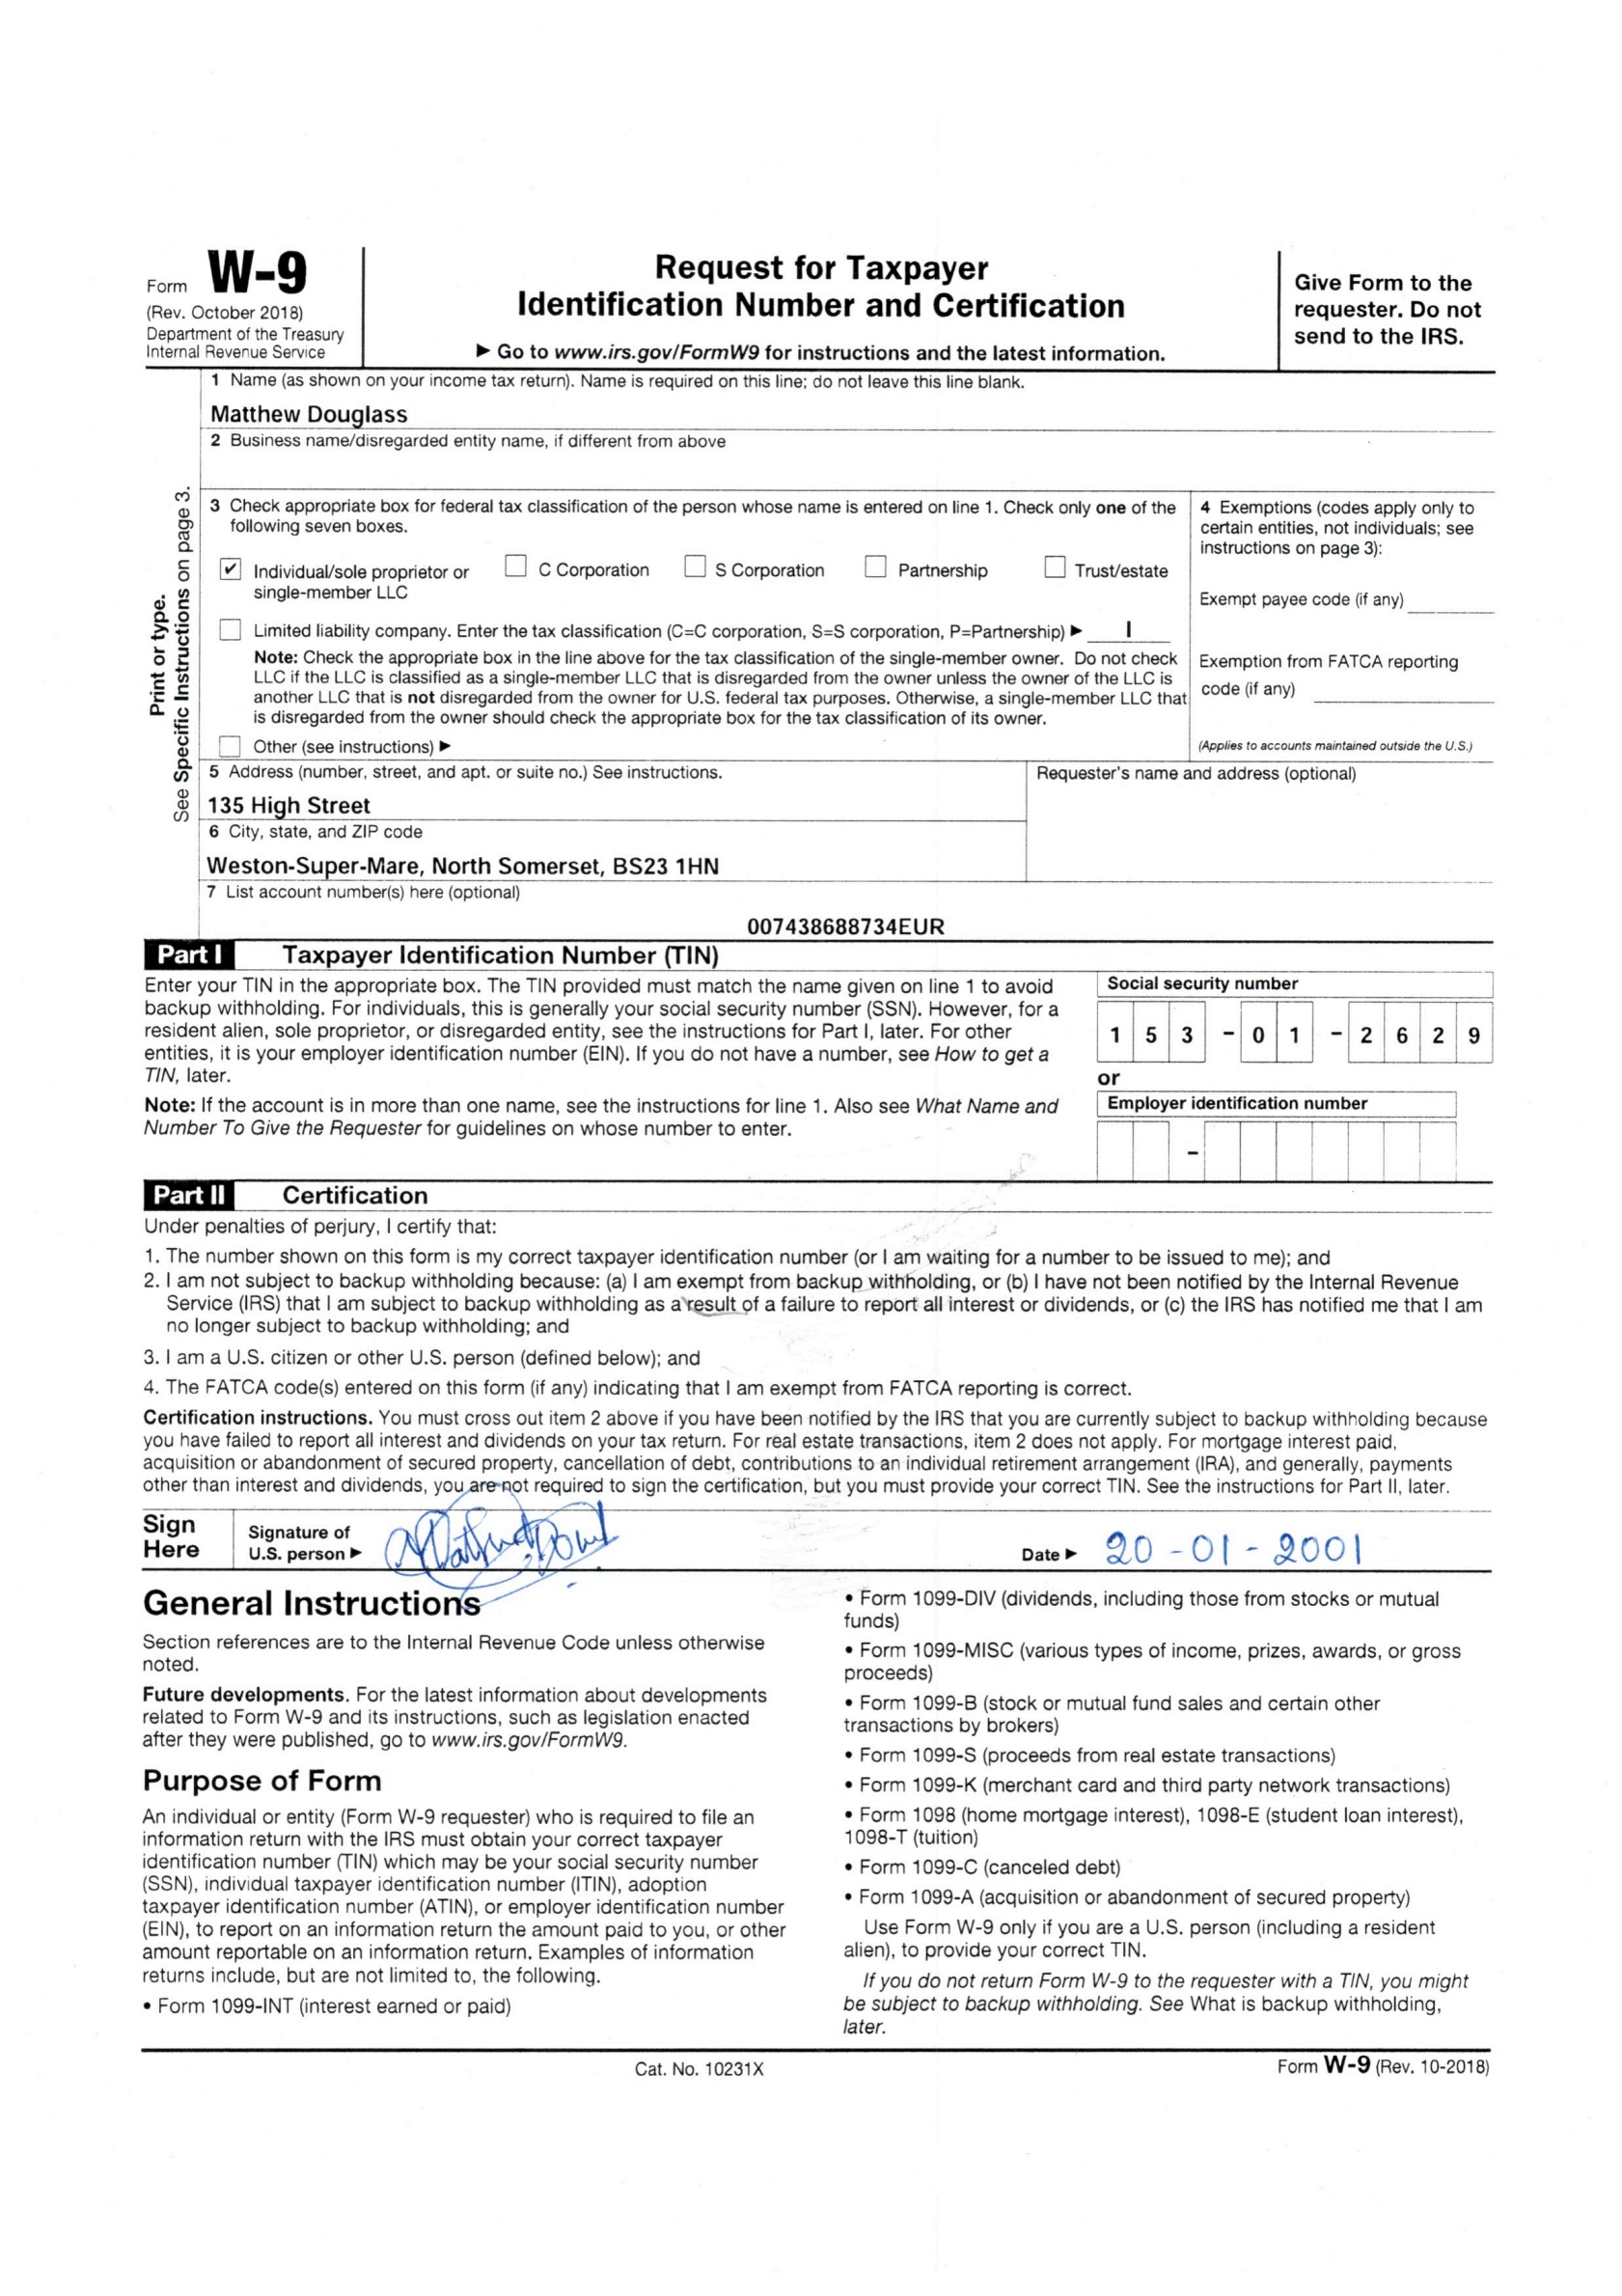 Form W-9
(Rev. October 2018)
Department of the Treasury
Internal Revenue Service
Request for Taxpayer
Identification Number and Certification
▶ Go to www.irs.gov/FormW9 for instructions and the latest information.
Give Form to the
requester. Do not
send to the IRS.
Print or type.
See Specific Instructions on page 3.
1 Name (as shown on your income tax return). Name is required on this line; do not leave this line blank.
Matthew Douglass
2 Business name/disregarded entity name, if different from above
3 Check appropriate box for federal tax classification of the person whose name is entered on line 1. Check only one of the
following seven boxes.
✔ Individual/sole proprietor or
single-member LLC
C Corporation
S Corporation
Partnership
Trust/estate
Limited liability company. Enter the tax classification (C=C corporation, S=S corporation, P=Partnership) ▶ I
Note: Check the appropriate box in the line above for the tax classification of the single-member owner. Do not check
LLC if the LLC is classified as a single-member LLC that is disregarded from the owner unless the owner of the LLC is
another LLC that is not disregarded from the owner for U.S. federal tax purposes. Otherwise, a single-member LLC that
is disregarded from the owner should check the appropriate box for the tax classification of its owner.
Other (see instructions) ▶
4 Exemptions (codes apply only to
certain entities, not individuals; see
instructions on page 3):
Exempt payee code (if any)
Exemption from FATCA reporting
code (if any)
(Applies to accounts maintained outside the U.S.)
5 Address (number, street, and apt. or suite no.) See instructions.
135 High Street
6 City, state, and ZIP code
Weston-Super-Mare, North Somerset, BS23 1HN
Requester's name and address (optional)
7 List account number(s) here (optional)
007438688734EUR
Part I Taxpayer Identification Number (TIN)
Enter your TIN in the appropriate box. The TIN provided must match the name given on line 1 to avoid
backup withholding. For individuals, this is generally your social security number (SSN). However, for a
resident alien, sole proprietor, or disregarded entity, see the instructions for Part I, later. For other
entities, it is your employer identification number (EIN). If you do not have a number, see How to get a
TIN, later.
Note: If the account is in more than one name, see the instructions for line 1. Also see What Name and
Number To Give the Requester for guidelines on whose number to enter.
Social security number
1 5 3 - 0 1 - 2 6 2 9
or
Employer identification number
-
Part II Certification
Under penalties of perjury, I certify that:
1. The number shown on this form is my correct taxpayer identification number (or I am waiting for a number to be issued to me); and
2. I am not subject to backup withholding because: (a) I am exempt from backup withholding, or (b) I have not been notified by the Internal Revenue
Service (IRS) that I am subject to backup withholding as a result of a failure to report all interest or dividends, or (c) the IRS has notified me that I am
no longer subject to backup withholding; and
3. I am a U.S. citizen or other U.S. person (defined below); and
4. The FATCA code(s) entered on this form (if any) indicating that I am exempt from FATCA reporting is correct.
Certification instructions. You must cross out item 2 above if you have been notified by the IRS that you are currently subject to backup withholding because
you have failed to report all interest and dividends on your tax return. For real estate transactions, item 2 does not apply. For mortgage interest paid,
acquisition or abandonment of secured property, cancellation of debt, contributions to an individual retirement arrangement (IRA), and generally, payments
other than interest and dividends, you are not required to sign the certification, but you must provide your correct TIN. See the instructions for Part II, later.
Sign
Here
Signature of
U.S. person ▶
Date ▶ 20-01-2001
General Instructions
Section references are to the Internal Revenue Code unless otherwise
noted.
Future developments. For the latest information about developments
related to Form W-9 and its instructions, such as legislation enacted
after they were published, go to www.irs.gov/FormW9.
Purpose of Form
An individual or entity (Form W-9 requester) who is required to file an
information return with the IRS must obtain your correct taxpayer
identification number (TIN) which may be your social security number
(SSN), individual taxpayer identification number (ITIN), adoption
taxpayer identification number (ATIN), or employer identification number
(EIN), to report on an information return the amount paid to you, or other
amount reportable on an information return. Examples of information
returns include, but are not limited to, the following.
• Form 1099-INT (interest earned or paid)
• Form 1099-DIV (dividends, including those from stocks or mutual
funds)
• Form 1099-MISC (various types of income, prizes, awards, or gross
proceeds)
• Form 1099-B (stock or mutual fund sales and certain other
transactions by brokers)
• Form 1099-S (proceeds from real estate transactions)
• Form 1099-K (merchant card and third party network transactions)
• Form 1098 (home mortgage interest), 1098-E (student loan interest),
1098-T (tuition)
• Form 1099-C (canceled debt)
• Form 1099-A (acquisition or abandonment of secured property)
Use Form W-9 only if you are a U.S. person (including a resident
alien), to provide your correct TIN.
If you do not return Form W-9 to the requester with a TIN, you might
be subject to backup withholding. See What is backup withholding,
later.
Cat. No. 10231X
Form W-9 (Rev. 10-2018)